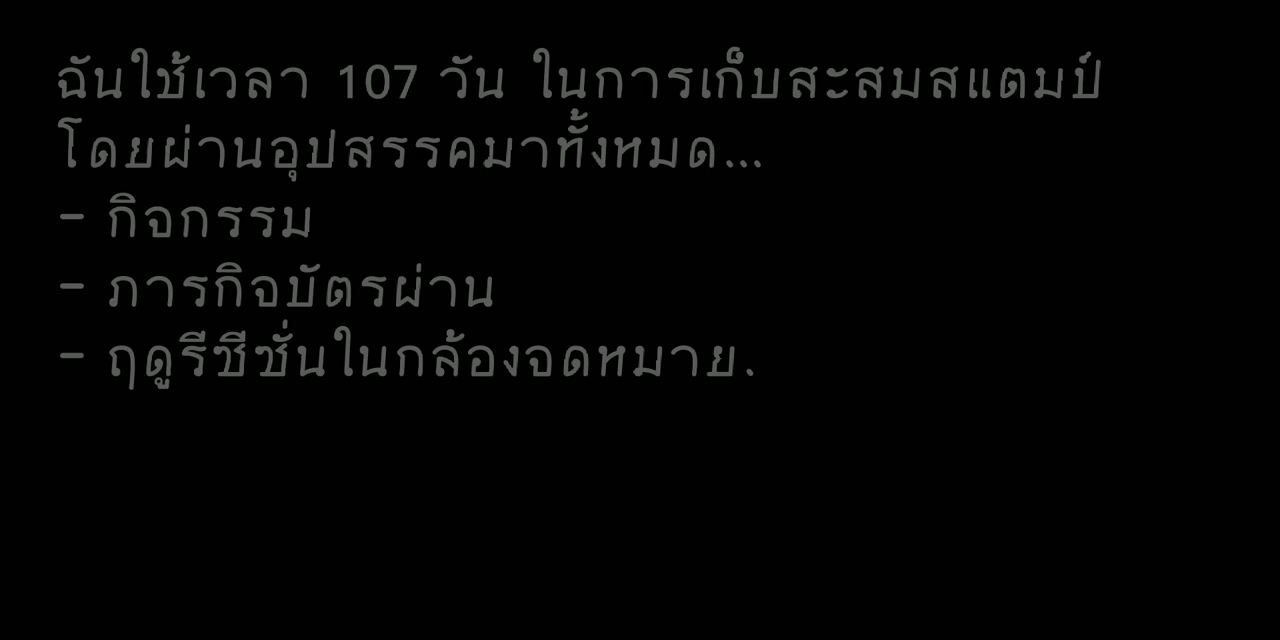 ฉันใช้เวลา 107 วัน ในการเก็บสะสมสแตมป์
โดยผ่านอุปสรรคมาทั้งหมด...
- กิจกรรม
- ภารกิจบัตรผ่าน
- ฤดูรีซีซั่นในกล้องจดหมาย.